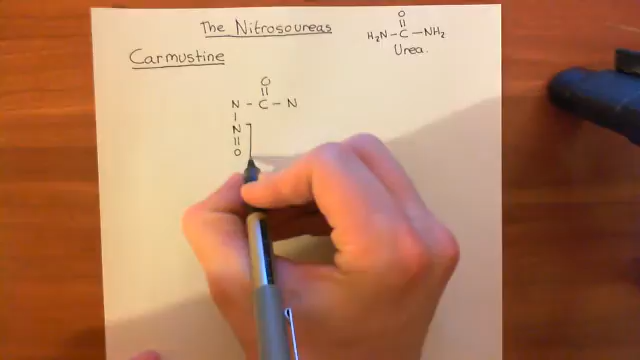 The Nitrosoureas
O
||
H2N - C - NH2
Urea.
Carmustine
O
||
N - C - N
|
N
||
O